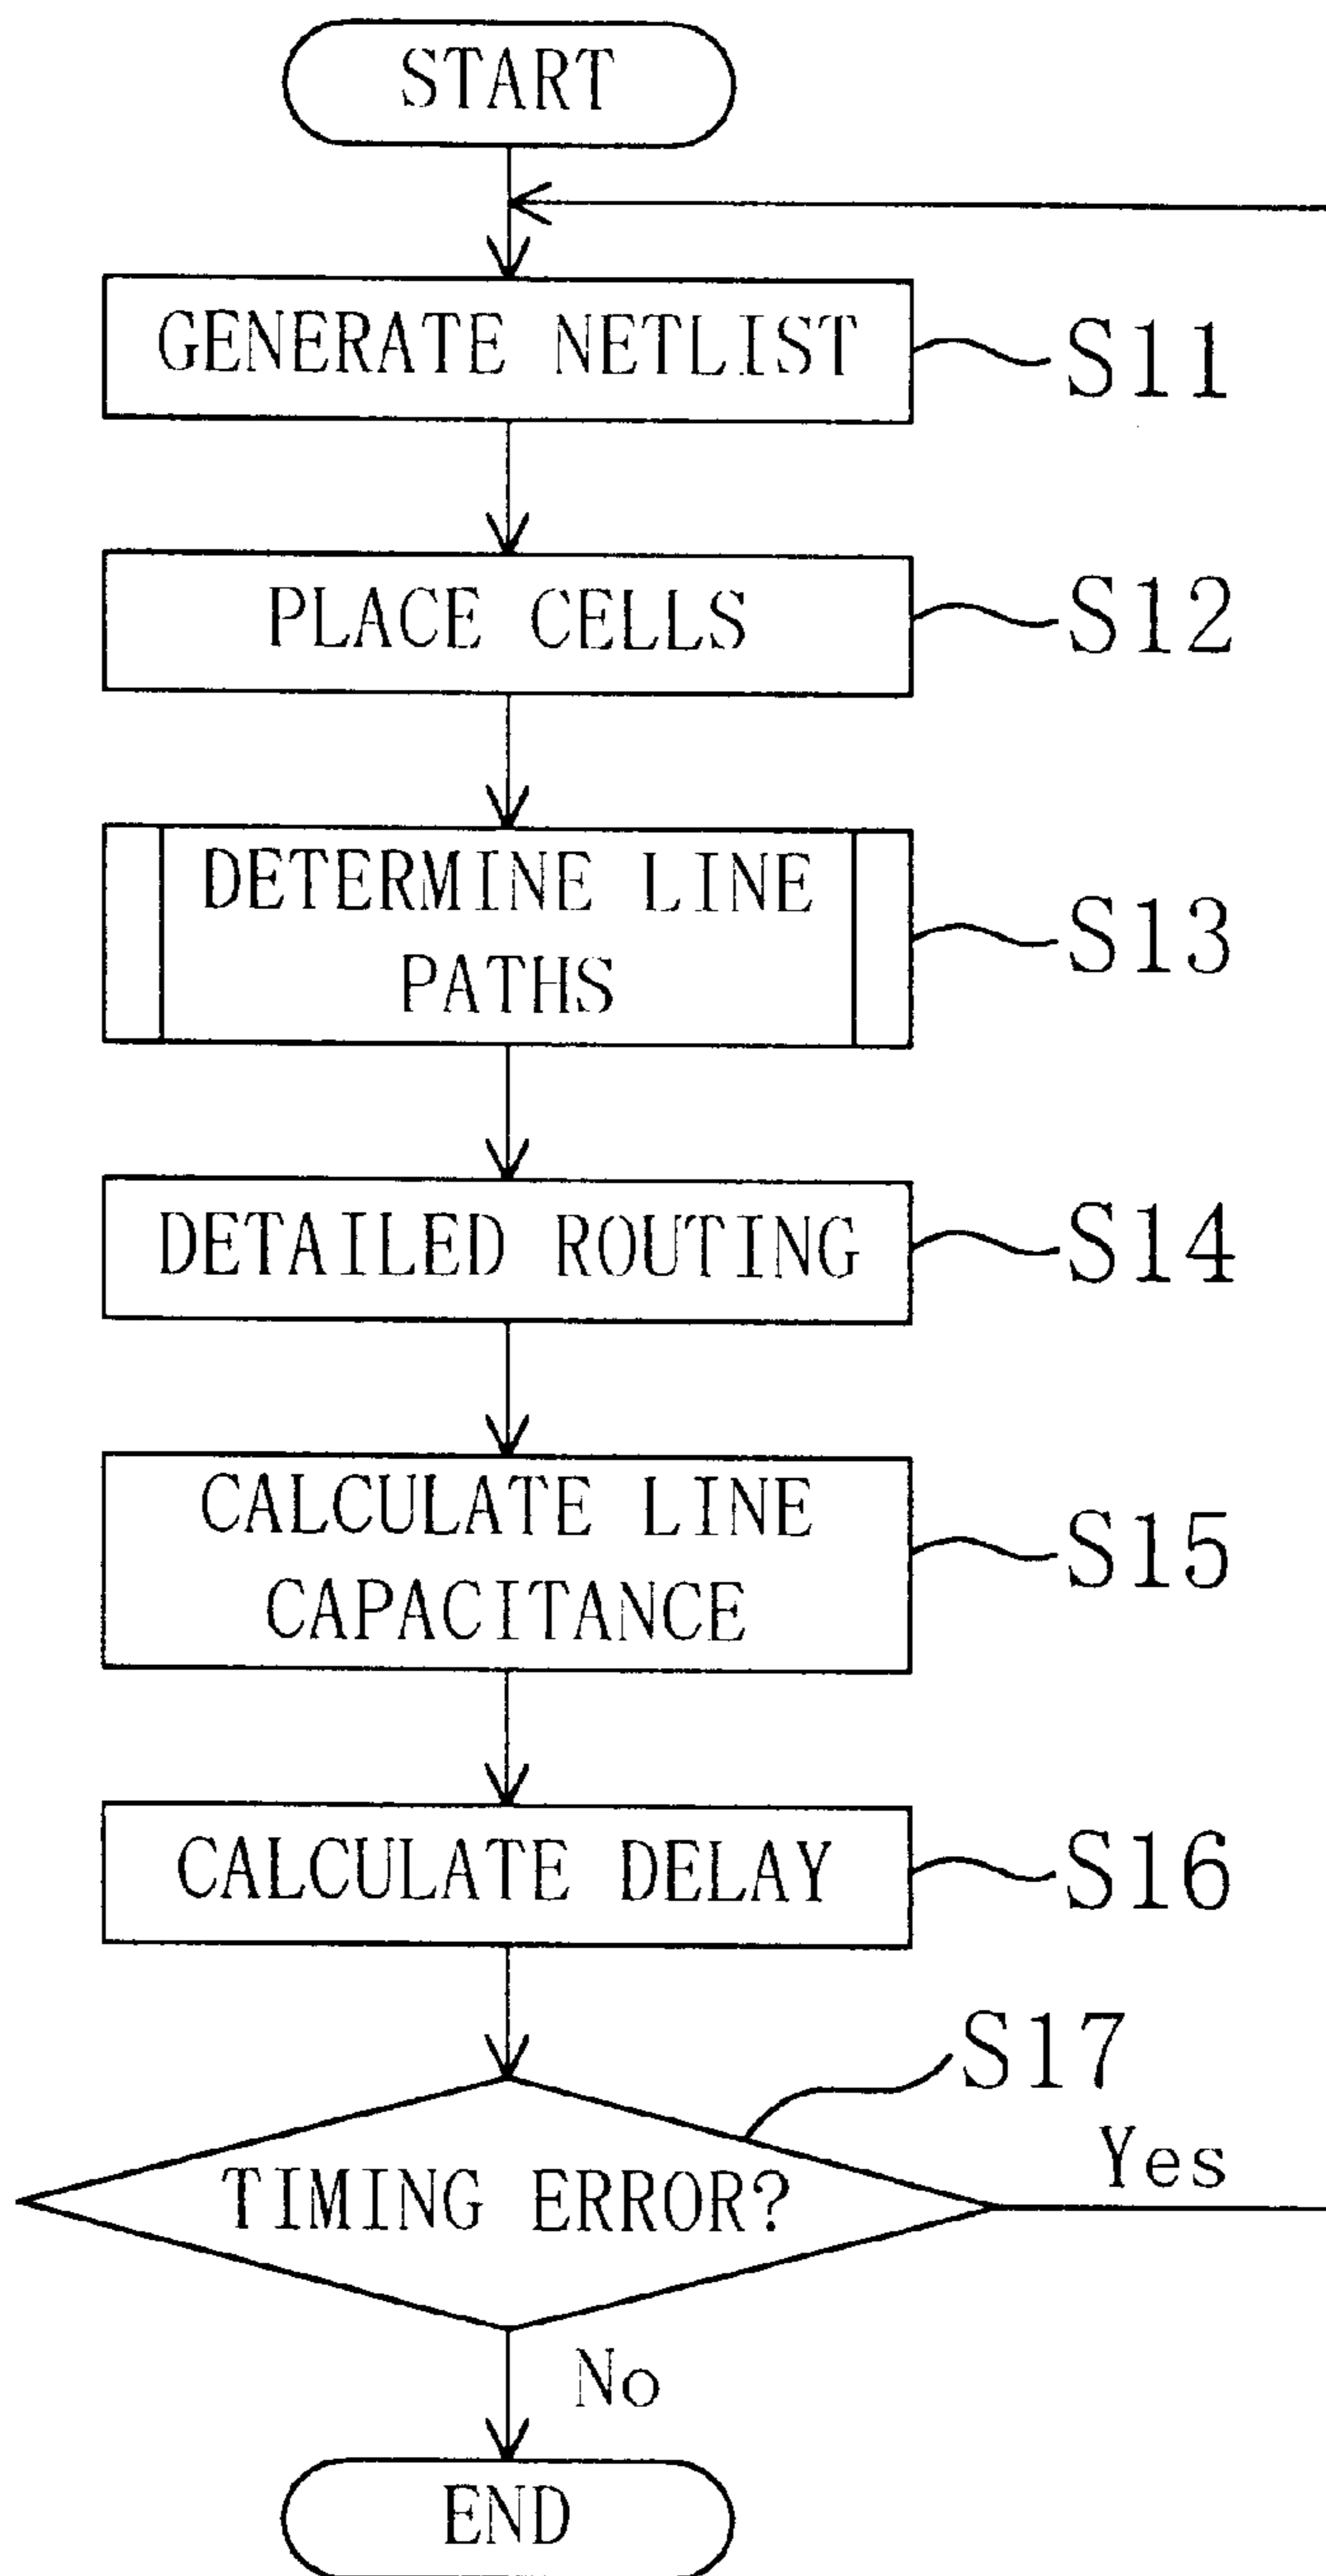 START
GENERATE NETLIST
S11
PLACE CELLS
S12
DETERMINE LINE
PATHS
S13
DETAILED ROUTING
S14
CALCULATE LINE
CAPACITANCE
S15
CALCULATE DELAY
S16
S17
TIMING ERROR?
Yes
No
END